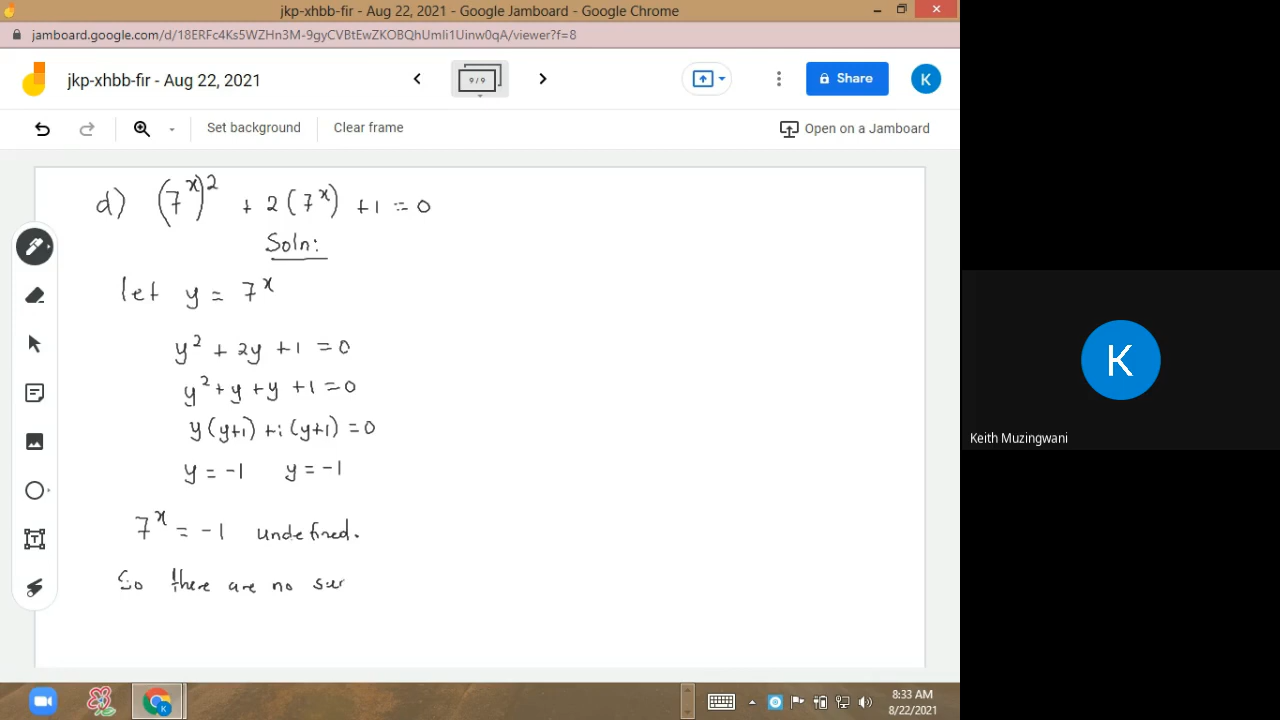 jkp-xhbb-fir - Aug 22, 2021 - Google Jamboard - Google Chrome
jamboard.google.com/d/18ERFc4Ks5WZHn3M-9gyCVBtEwZKOBQhUmIi1Uinw0qA/viewer?f=8
jkp-xhbb-fir - Aug 22, 2021
9 / 9
Share
K
Set background
Clear frame
Open on a Jamboard
d) (7^x)^2 + 2(7^x) + 1 = 0
Soln:
let y = 7^x
y^2 + 2y + 1 = 0
y^2 + y + y + 1 = 0
y(y+1) + 1(y+1) = 0
y = -1 y = -1
7^x = -1 undefined.
So there are no
K
Keith Muzingwani
8:33 AM
8/22/2021